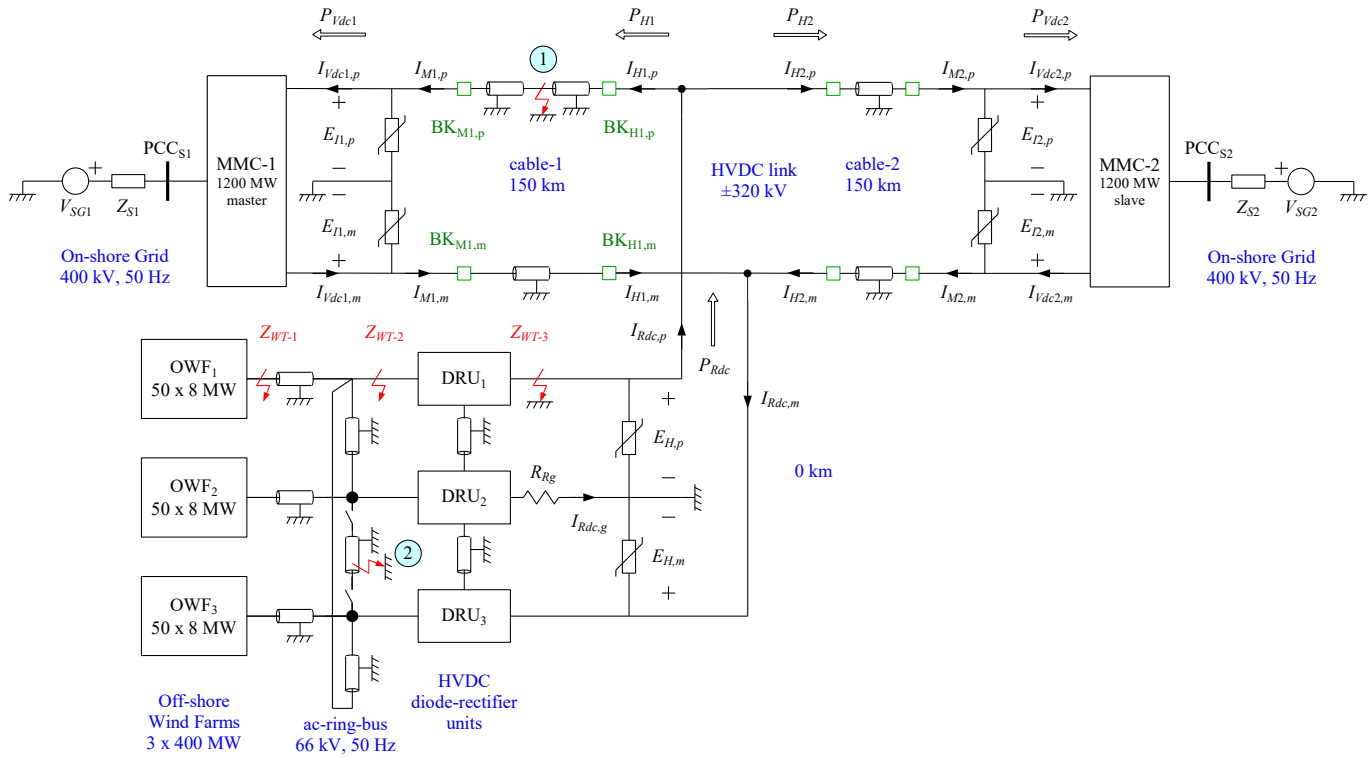 P_Vdc1
P_H1
P_H2
P_Vdc2
I_Vdc1,p
I_M1,p
1
I_H1,p
I_H2,p
I_M2,p
I_Vdc2,p
+
E_I1,p
−
BK_M1,p
BK_H1,p
+
E_I2,p
−
PCC_S1
MMC-1
1200 MW
master
cable-1
150 km
HVDC link
±320 kV
cable-2
150 km
MMC-2
1200 MW
slave
PCC_S2
+
V_SG1
Z_S1
Z_S2
+
V_SG2
−
E_I1,m
+
BK_M1,m
BK_H1,m
−
E_I2,m
+
On-shore Grid
400 kV, 50 Hz
On-shore Grid
400 kV, 50 Hz
I_Vdc1,m
I_M1,m
I_H1,m
I_H2,m
I_M2,m
I_Vdc2,m
Z_WT-1
Z_WT-2
Z_WT-3
I_Rdc,p
P_Rdc
OWF_1
50 x 8 MW
DRU_1
I_Rdc,m
+
E_H,p
−
OWF_2
50 x 8 MW
DRU_2
R_Rg
I_Rdc,g
0 km
2
−
E_H,m
+
OWF_3
50 x 8 MW
DRU_3
Off-shore
Wind Farms
3 x 400 MW
ac-ring-bus
66 kV, 50 Hz
HVDC
diode-rectifier
units